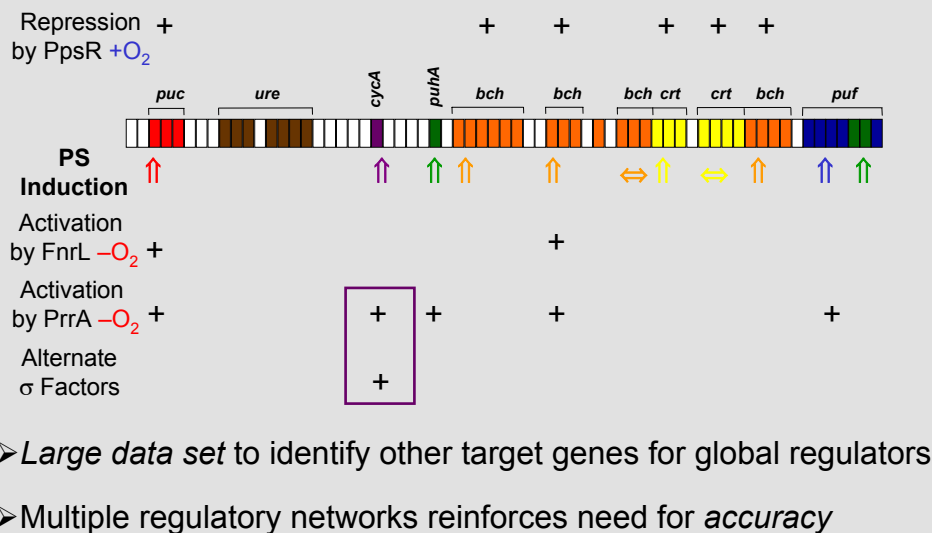 Repression
by PpsR +O2
+ + + + + +
puc ure cycA puhA bch bch bch crt crt bch puf
PS
Induction
⇑ ⇑ ⇑ ⇑ ⇑ ⇔ ⇑ ⇔ ⇑ ⇑ ⇑
Activation
by FnrL –O2 + +
Activation
by PrrA –O2 + + + + +
Alternate
σ Factors +
➢Large data set to identify other target genes for global regulators
➢Multiple regulatory networks reinforces need for accuracy